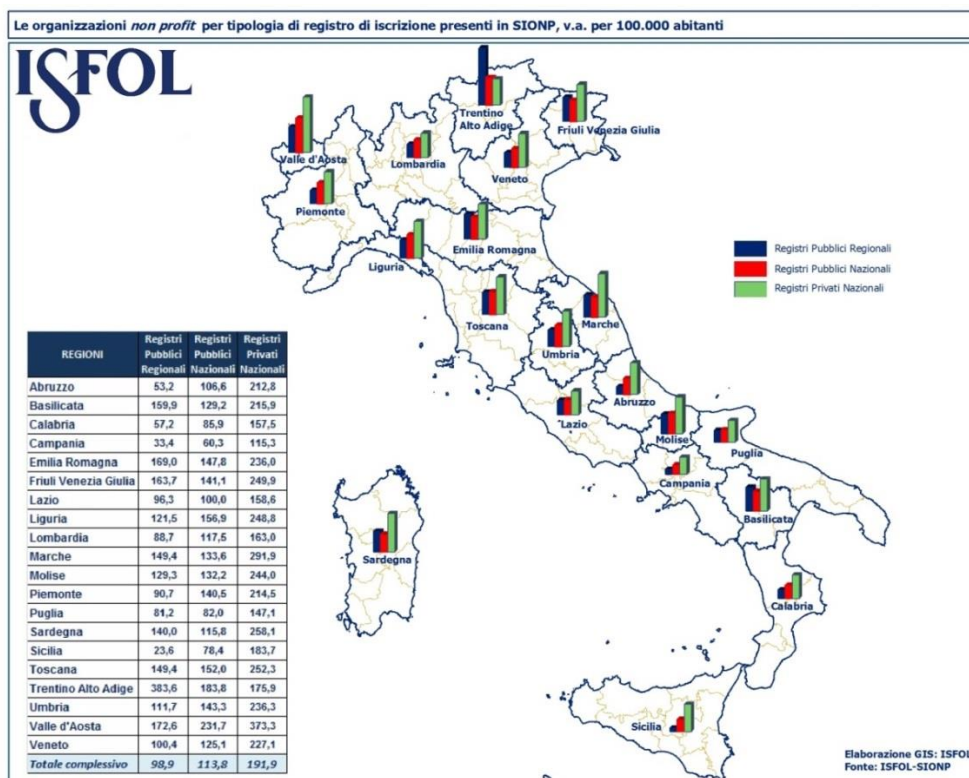 Le organizzazioni non profit per tipologia di registro di iscrizione presenti in SIONP, v.a. per 100.000 abitanti
ISFOL
Trentino
Alto Adige
Friuli Venezia Giulia
Valle d'Aosta
Lombardia
Veneto
Piemonte
Emilia Romagna
Liguria
Registri Pubblici Regionali
Registri Pubblici Nazionali
Registri Privati Nazionali
Toscana
Marche
Umbria
Abruzzo
Lazio
Molise
Puglia
Campania
Basilicata
Sardegna
Calabria
Sicilia
REGIONI Registri Pubblici Regionali Registri Pubblici Nazionali Registri Privati Nazionali
Abruzzo 53,2 106,6 212,8
Basilicata 159,9 129,2 215,9
Calabria 57,2 85,9 157,5
Campania 33,4 60,3 115,3
Emilia Romagna 169,0 147,8 236,0
Friuli Venezia Giulia 163,7 141,1 249,9
Lazio 96,3 100,0 158,6
Liguria 121,5 156,9 248,8
Lombardia 88,7 117,5 163,0
Marche 149,4 133,6 291,9
Molise 129,3 132,2 244,0
Piemonte 90,7 140,5 214,5
Puglia 81,2 82,0 147,1
Sardegna 140,0 115,8 258,1
Sicilia 23,6 78,4 183,7
Toscana 149,4 152,0 252,3
Trentino Alto Adige 383,6 183,8 175,9
Umbria 111,7 143,3 236,3
Valle d'Aosta 172,6 231,7 373,3
Veneto 100,4 125,1 227,1
Totale complessivo 98,9 113,8 191,9
Elaborazione GIS: ISFOL
Fonte: ISFOL-SIONP